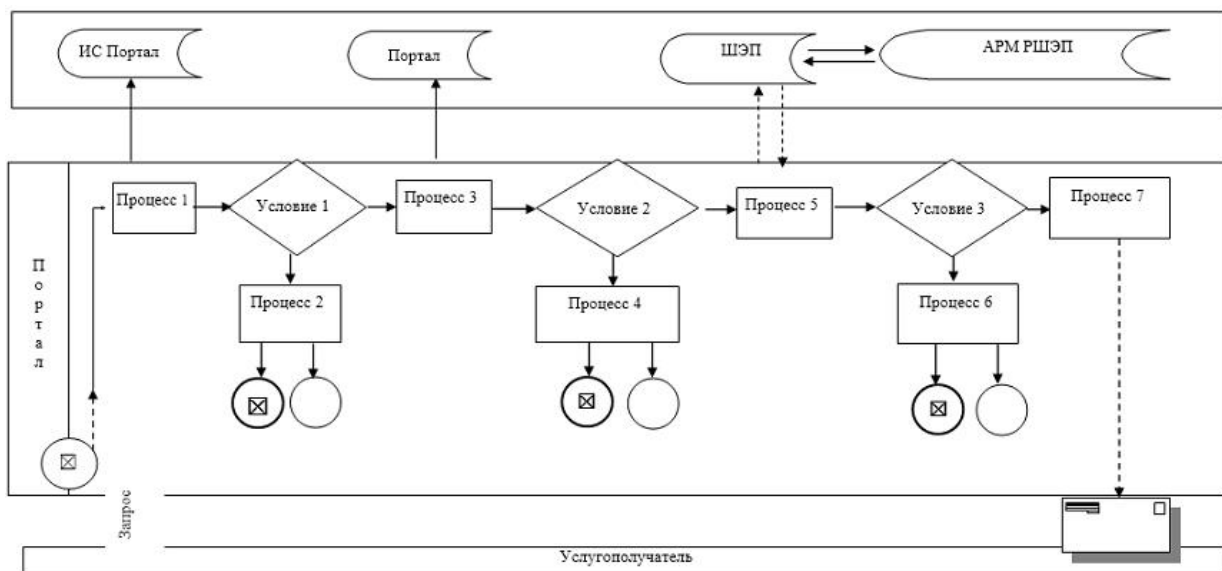 ИС Портал
Портал
ШЭП
АРМ РШЭП
Процесс 1
Условие 1
Процесс 3
Условие 2
Процесс 5
Условие 3
Процесс 7
Портал
Процесс 2
Процесс 4
Процесс 6
Запрос
Услугополучатель